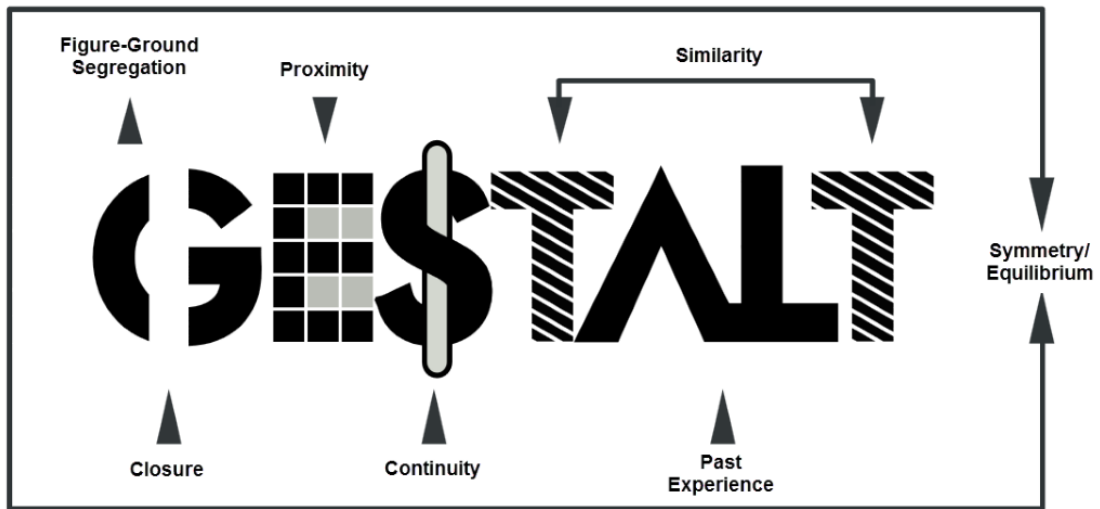 Figure-Ground
Segregation
Proximity
Similarity
GESTALT
Symmetry/
Equilibrium
Closure
Continuity
Past
Experience